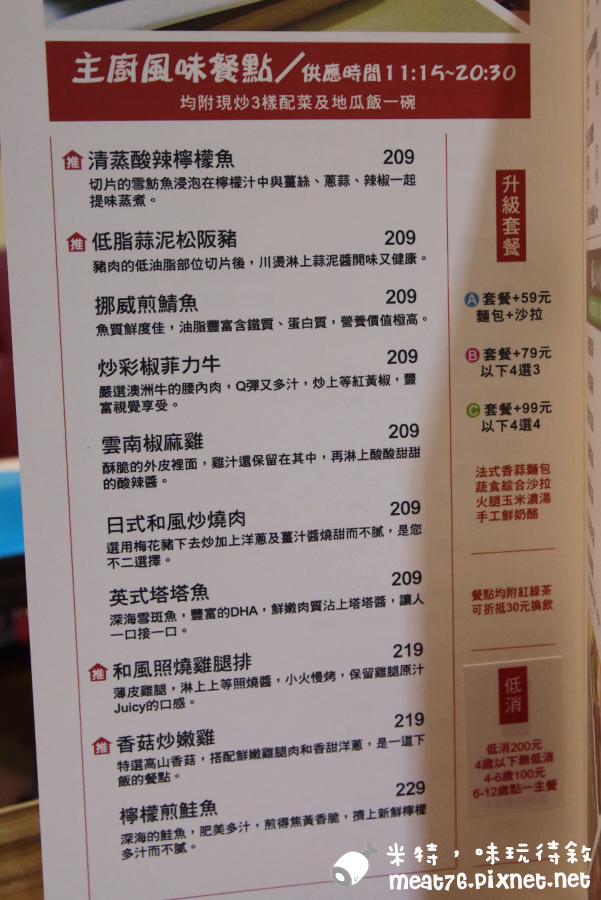 主廚風味餐點／供應時間11:15~20:30
均附現炒3樣配菜及地瓜飯一碗
推 清蒸酸辣檸檬魚 209
切片的雪魴魚浸泡在檸檬汁中與薑絲、蔥蒜、辣椒一起
提味蒸煮。
推 低脂蒜泥松阪豬 209
豬肉的低油脂部位切片後，川燙淋上蒜泥醬開味又健康。
挪威煎鯖魚 209
魚質鮮度佳，油脂豐富含鐵質、蛋白質，營養價值極高。
炒彩椒菲力牛 209
嚴選澳洲牛的腰內肉，Q彈又多汁，炒上等紅黃椒，豐
富視覺享受。
雲南椒麻雞 209
酥脆的外皮裡面，雞汁還保留在其中，再淋上酸酸甜甜
的酸辣醬。
日式和風炒燒肉 209
選用梅花豬下去炒加上洋蔥及薑汁醬燒甜而不膩，是您
不二選擇。
英式塔塔魚 209
深海雪斑魚，豐富的DHA，鮮嫩肉質沾上塔塔醬，讓人
一口接一口。
推 和風照燒雞腿排 219
薄皮雞腿，淋上上等照燒醬，小火慢烤，保留雞腿原汁
Juicy的口感。
推 香菇炒嫩雞 219
特選高山香菇，搭配鮮嫩雞腿肉和香甜洋蔥，是一道下
飯的餐點。
檸檬煎鮭魚 229
深海的鮭魚，肥美多汁，煎得焦黃香脆，擠上新鮮檸檬
多汁而不膩。
升級套餐
A 套餐+59元
麵包+沙拉
B 套餐+79元
以下4選3
C 套餐+99元
以下4選4
法式香蒜麵包
蔬食綜合沙拉
火腿玉米濃湯
手工鮮奶酪
餐點均附紅綠茶
可折抵30元換飲
低消
低消200元
4歲以下無低消
4-6歲100元
6-12歲點一主餐
米特，味玩待敘
meat76.pixnet.net